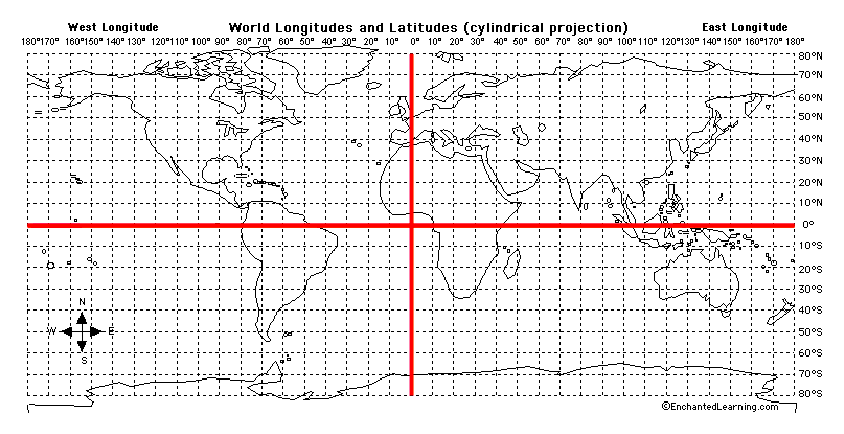 West Longitude World Longitudes and Latitudes (cylindrical projection) East Longitude
180°170°160°150°140°130°120°110°100°90° 80° 70° 60° 50° 40° 30° 20° 10° 0° 10° 20° 30° 40° 50° 60° 70° 80° 90° 100°110°120°130°140°150°160°170°180°
80°N
70°N
60°N
50°N
40°N
30°N
20°N
10°N
0°
10°S
20°S
30°S
N
40°S
W E 50°S
S 60°S
70°S
80°S
©EnchantedLearning.com